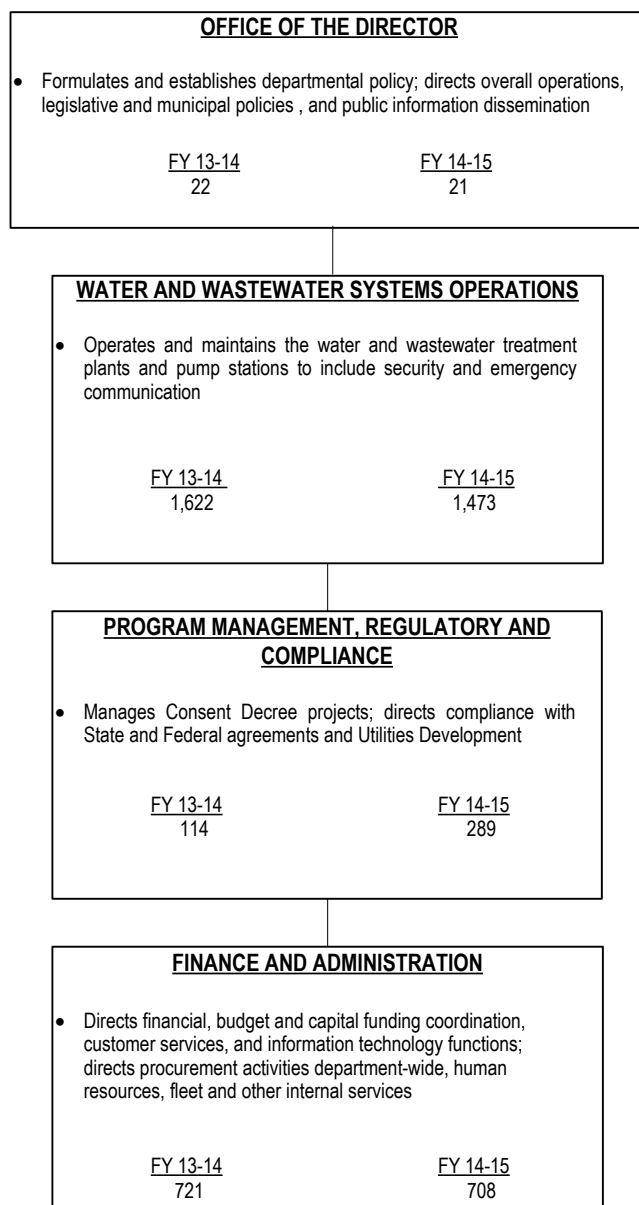 OFFICE OF THE DIRECTOR
• Formulates and establishes departmental policy; directs overall operations,
legislative and municipal policies , and public information dissemination
FY 13-14 FY 14-15
22 21
WATER AND WASTEWATER SYSTEMS OPERATIONS
• Operates and maintains the water and wastewater treatment
plants and pump stations to include security and emergency
communication
FY 13-14 FY 14-15
1,622 1,473
PROGRAM MANAGEMENT, REGULATORY AND
COMPLIANCE
• Manages Consent Decree projects; directs compliance with
State and Federal agreements and Utilities Development
FY 13-14 FY 14-15
114 289
FINANCE AND ADMINISTRATION
• Directs financial, budget and capital funding coordination,
customer services, and information technology functions;
directs procurement activities department-wide, human
resources, fleet and other internal services
FY 13-14 FY 14-15
721 708